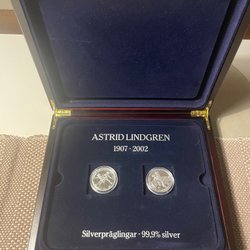 ASTRID LINDGREN
1907 - 2002
Silverpräglingar · 99,9% silver